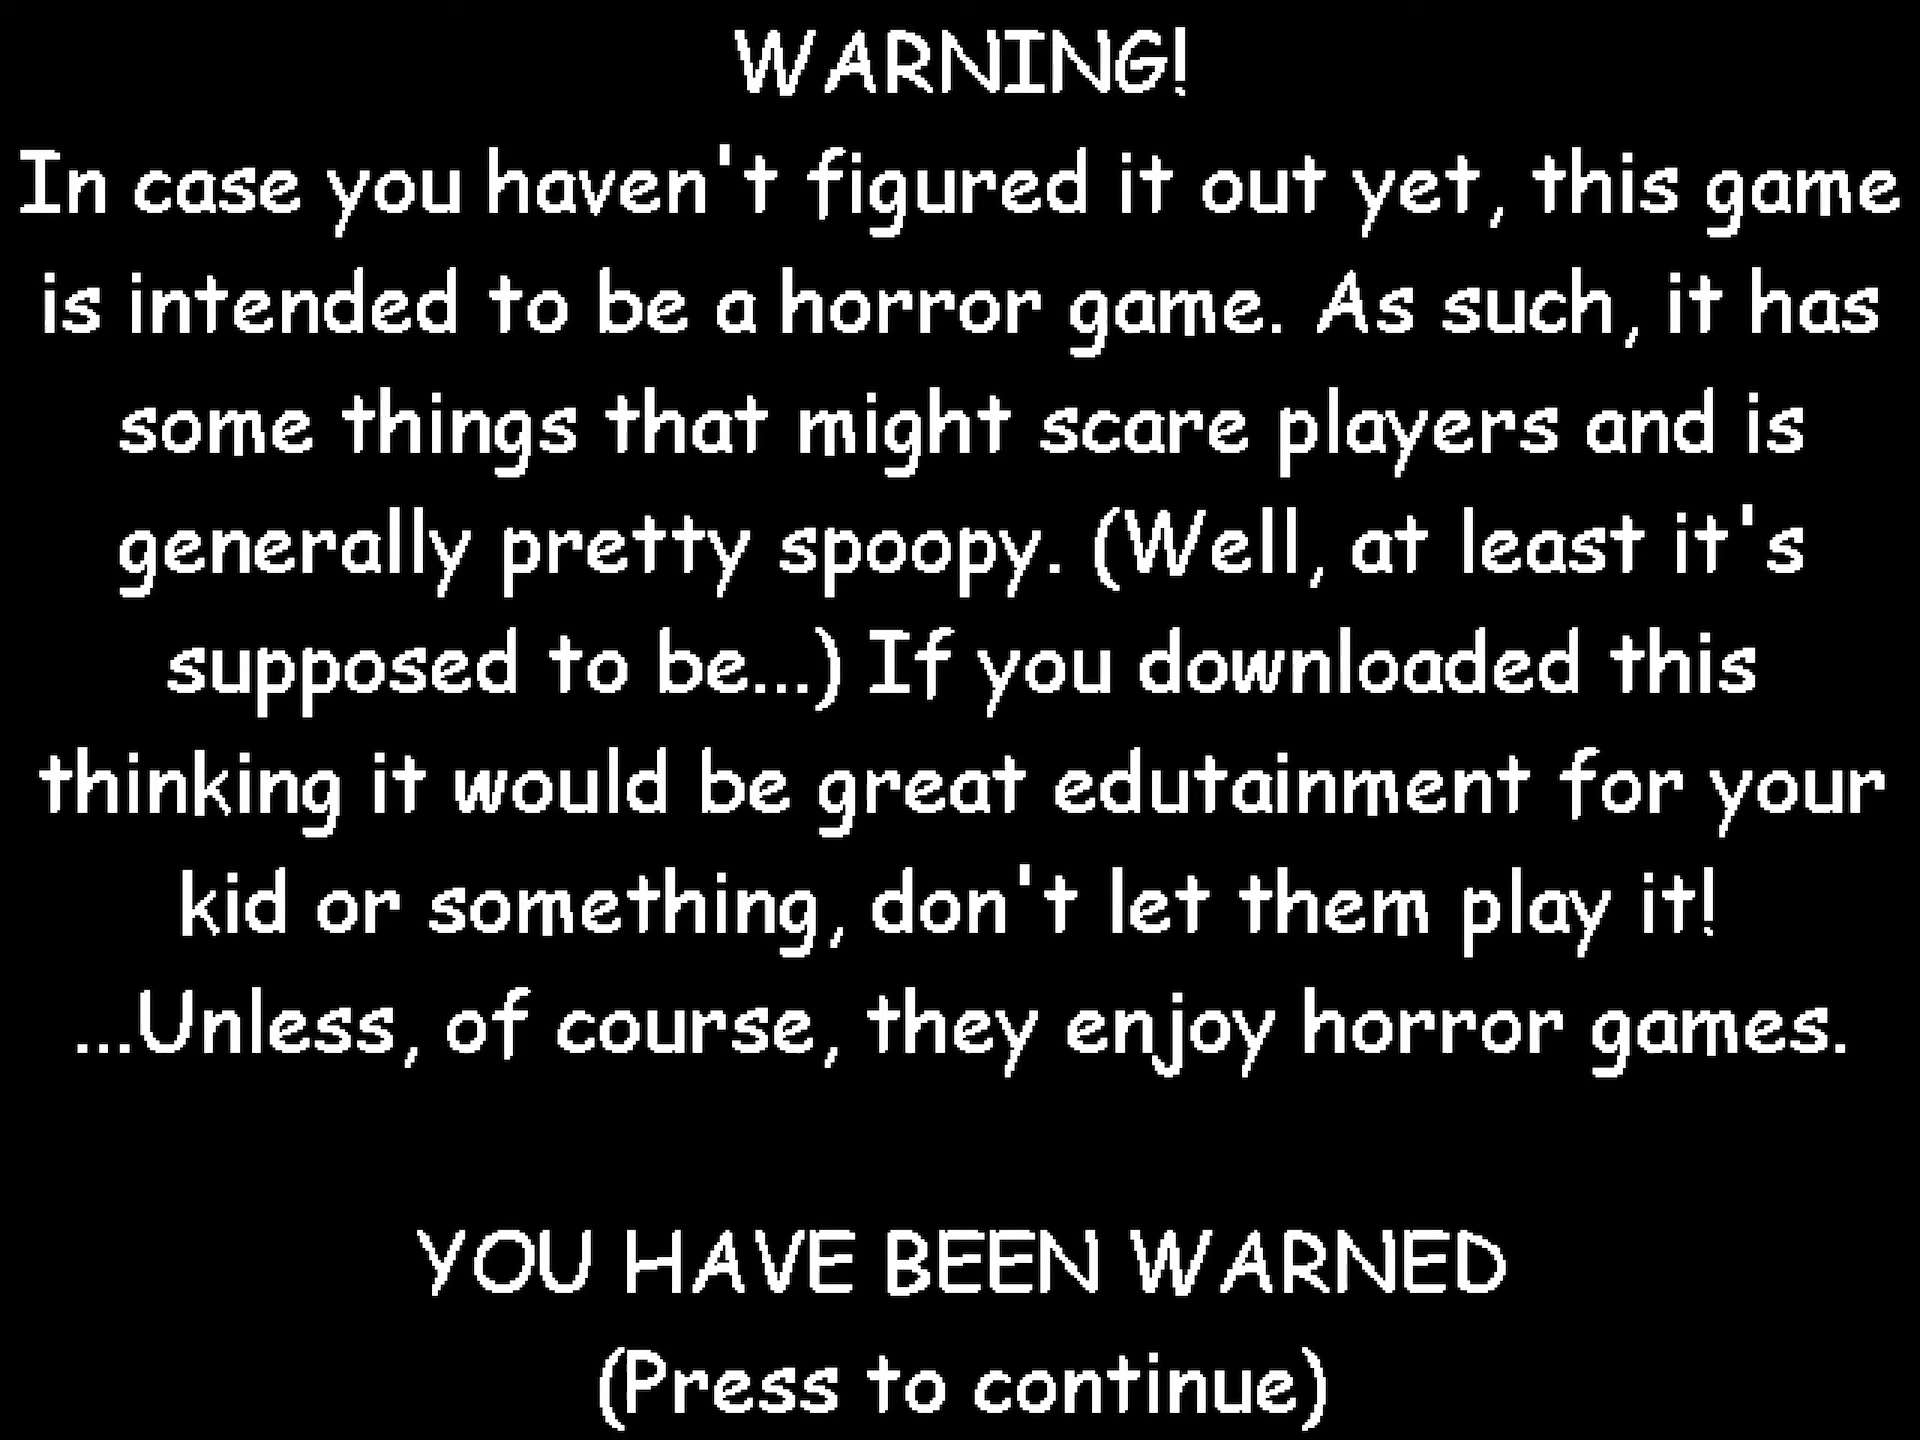 WARNING!
In case you haven't figured it out yet, this game
is intended to be a horror game. As such, it has
some things that might scare players and is
generally pretty spoopy. (Well, at least it's
supposed to be...) If you downloaded this
thinking it would be great edutainment for your
kid or something, don't let them play it!
...Unless, of course, they enjoy horror games.
YOU HAVE BEEN WARNED
(Press to continue)